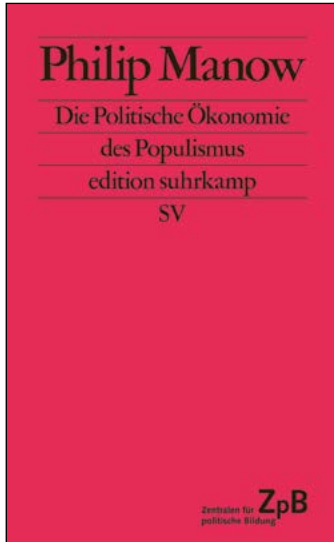 Philip Manow
Die Politische Ökonomie
des Populismus
edition suhrkamp
SV
Zentralen für
politische Bildung
ZpB